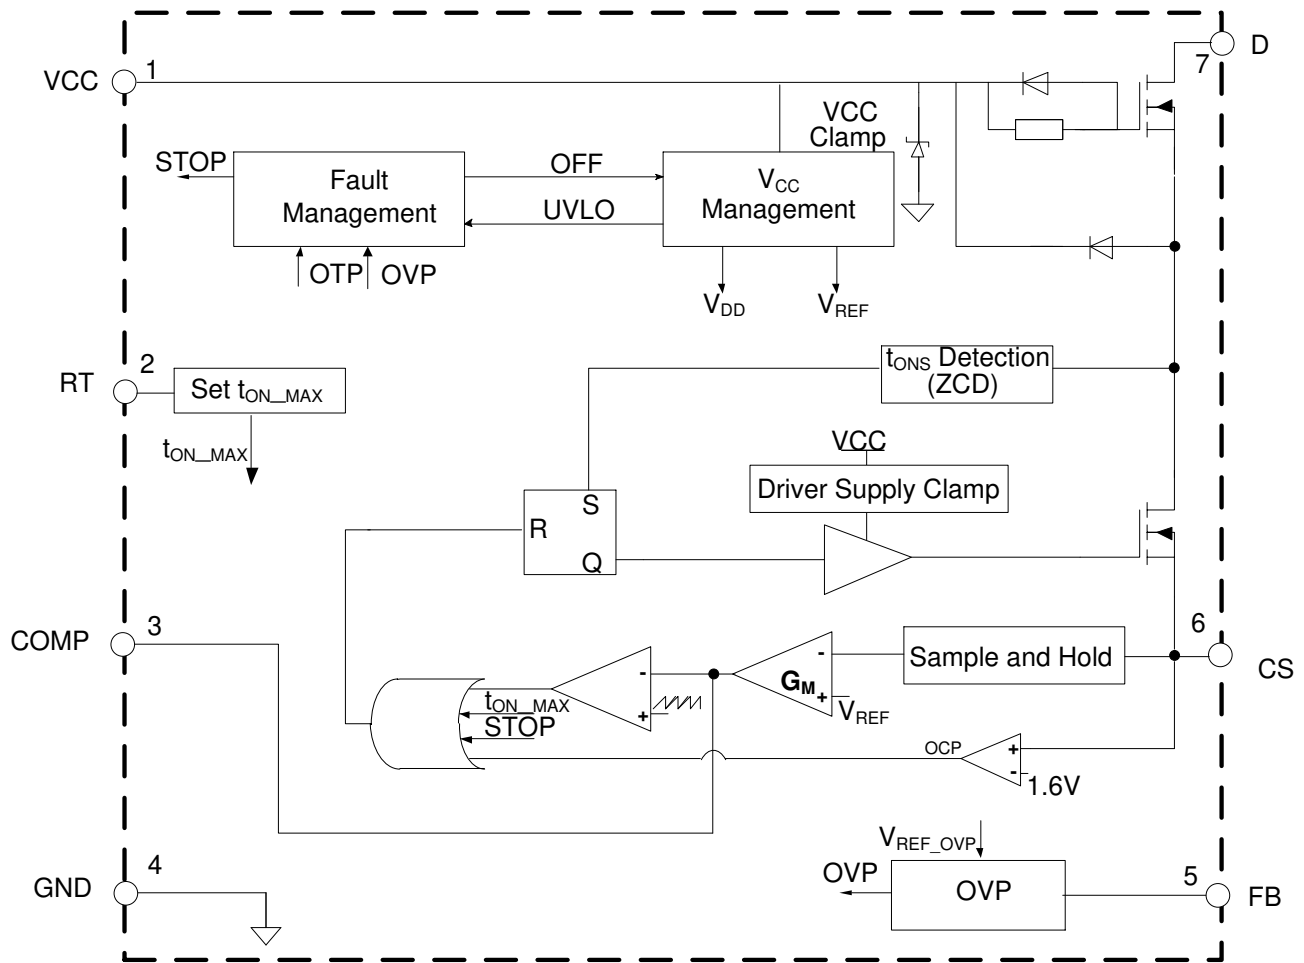 D
7
VCC
1
VCC
Clamp
STOP
Fault
Management
OFF
UVLO
V_CC
Management
OTP
OVP
V_DD
V_REF
RT
2
Set t_ON_MAX
t_ON_MAX
t_ONS Detection
(ZCD)
VCC
Driver Supply Clamp
S
R
Q
COMP
3
6
CS
Sample and Hold
-
G_M
+
V_REF
-
+
t_ON_MAX
STOP
OCP
+
-
1.6V
V_REF_OVP
GND
4
OVP
OVP
5
FB